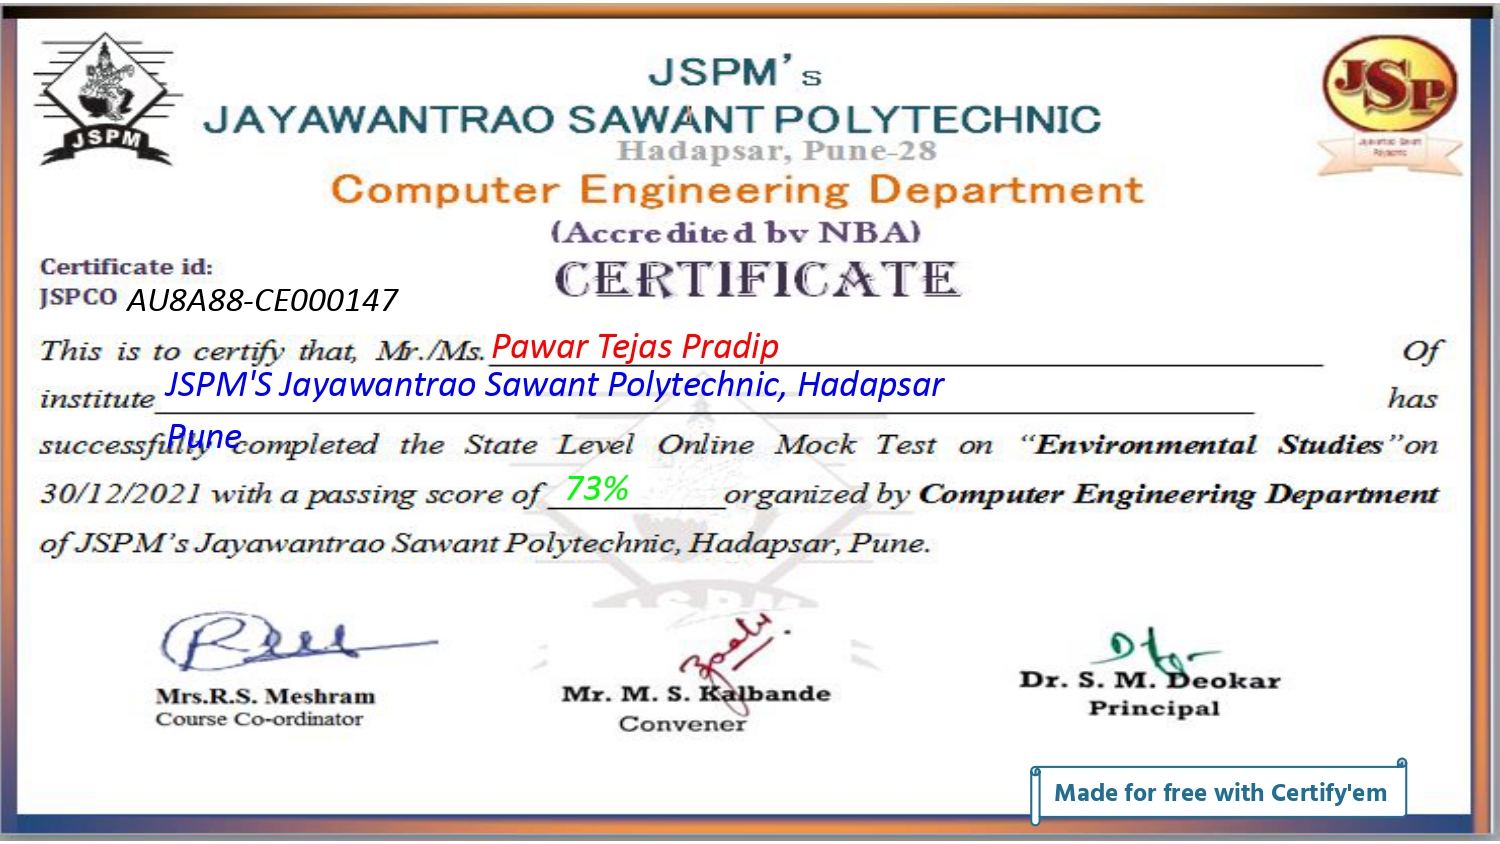 JSPM
JSPM's
JAYAWANTRAO SAWANT POLYTECHNIC
Hadapsar, Pune-28
JSP
Computer Engineering Department
(Accredited by NBA)
Certificate id:
CERTIFICATE
JSPCO AU8A88-CE000147
This is to certify that, Mr./Ms. Pawar Tejas Pradip Of
institute JSPM'S Jayawantrao Sawant Polytechnic, Hadapsar has
Pune
successfully completed the State Level Online Mock Test on “Environmental Studies”on
30/12/2021 with a passing score of 73% organized by Computer Engineering Department
of JSPM’s Jayawantrao Sawant Polytechnic, Hadapsar, Pune.
JSPM
Mrs.R.S. Meshram
Course Co-ordinator
Mr. M. S. Kalbande
Convener
Dr. S. M. Deokar
Principal
Made for free with Certify'em